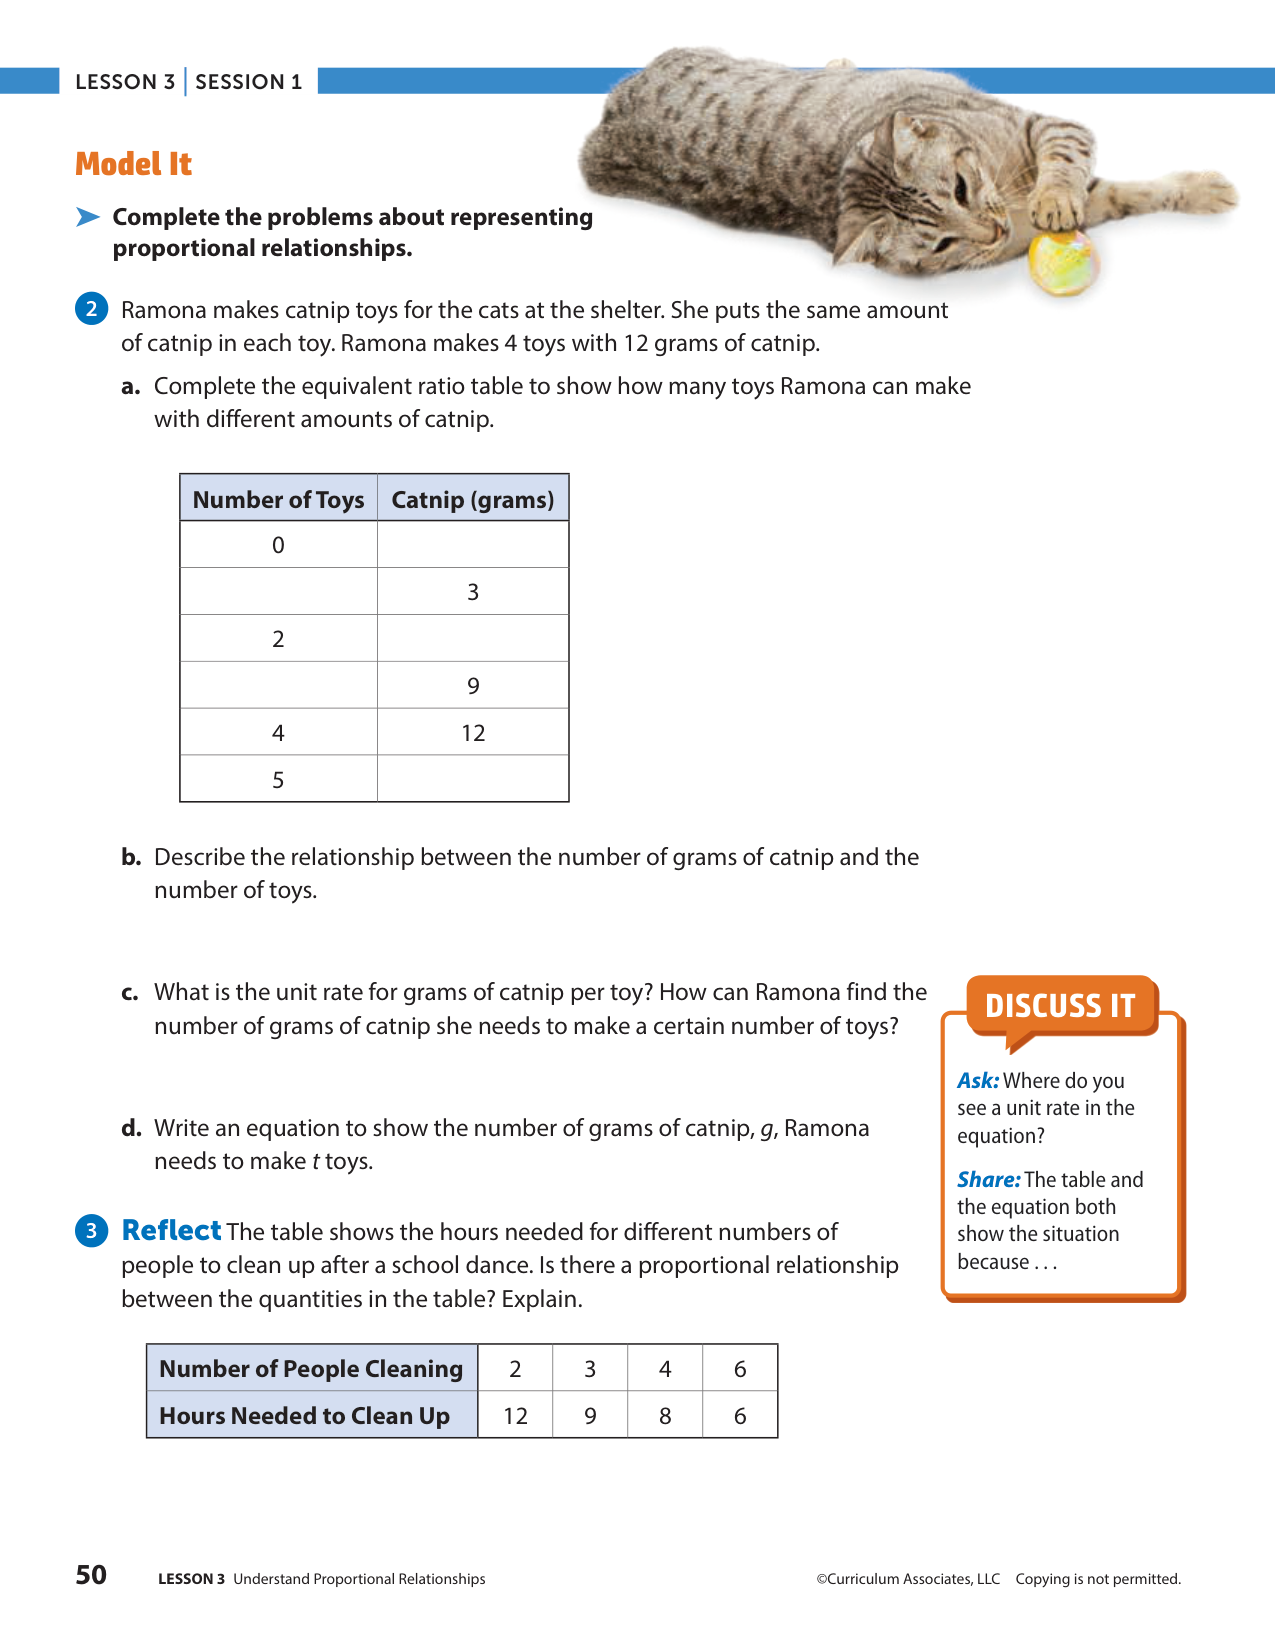 LESSON 3 | SESSION 1
Model It
Complete the problems about representing
proportional relationships.
2 Ramona makes catnip toys for the cats at the shelter. She puts the same amount
of catnip in each toy. Ramona makes 4 toys with 12 grams of catnip.
a. Complete the equivalent ratio table to show how many toys Ramona can make
with different amounts of catnip.
Number of Toys Catnip (grams)
0
3
2
9
4 12
5
b. Describe the relationship between the number of grams of catnip and the
number of toys.
c. What is the unit rate for grams of catnip per toy? How can Ramona find the
number of grams of catnip she needs to make a certain number of toys?
d. Write an equation to show the number of grams of catnip, g, Ramona
needs to make t toys.
DISCUSS IT
Ask: Where do you
see a unit rate in the
equation?
Share: The table and
the equation both
show the situation
because . . .
3 Reflect The table shows the hours needed for different numbers of
people to clean up after a school dance. Is there a proportional relationship
between the quantities in the table? Explain.
Number of People Cleaning 2 3 4 6
Hours Needed to Clean Up 12 9 8 6
50 LESSON 3 Understand Proportional Relationships ©Curriculum Associates, LLC Copying is not permitted.